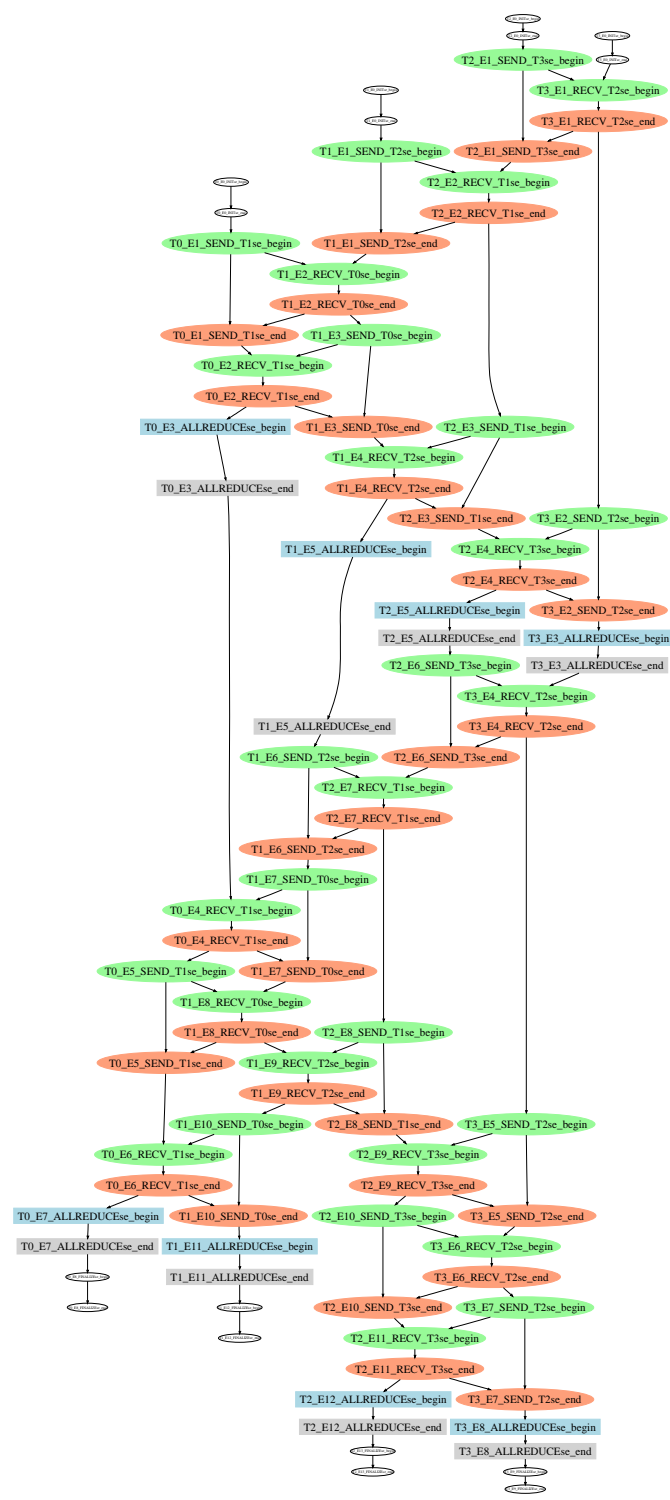 T2_E1_SEND_T3se_begin
T3_E1_RECV_T2se_begin
T3_E1_RECV_T2se_end
T1_E1_SEND_T2se_begin
T2_E1_SEND_T3se_end
T2_E2_RECV_T1se_begin
T2_E2_RECV_T1se_end
T0_E1_SEND_T1se_begin
T1_E1_SEND_T2se_end
T1_E2_RECV_T0se_begin
T1_E2_RECV_T0se_end
T0_E1_SEND_T1se_end
T1_E3_SEND_T0se_begin
T0_E2_RECV_T1se_begin
T0_E2_RECV_T1se_end
T0_E3_ALLREDUCEse_begin
T1_E3_SEND_T0se_end
T2_E3_SEND_T1se_begin
T1_E4_RECV_T2se_begin
T0_E3_ALLREDUCEse_end
T1_E4_RECV_T2se_end
T2_E3_SEND_T1se_end
T3_E2_SEND_T2se_begin
T1_E5_ALLREDUCEse_begin
T2_E4_RECV_T3se_begin
T2_E4_RECV_T3se_end
T2_E5_ALLREDUCEse_begin
T3_E2_SEND_T2se_end
T2_E5_ALLREDUCEse_end
T3_E3_ALLREDUCEse_begin
T2_E6_SEND_T3se_begin
T3_E3_ALLREDUCEse_end
T3_E4_RECV_T2se_begin
T1_E5_ALLREDUCEse_end
T3_E4_RECV_T2se_end
T1_E6_SEND_T2se_begin
T2_E6_SEND_T3se_end
T2_E7_RECV_T1se_begin
T2_E7_RECV_T1se_end
T1_E6_SEND_T2se_end
T1_E7_SEND_T0se_begin
T0_E4_RECV_T1se_begin
T0_E4_RECV_T1se_end
T0_E5_SEND_T1se_begin
T1_E7_SEND_T0se_end
T1_E8_RECV_T0se_begin
T1_E8_RECV_T0se_end
T2_E8_SEND_T1se_begin
T0_E5_SEND_T1se_end
T1_E9_RECV_T2se_begin
T1_E9_RECV_T2se_end
T1_E10_SEND_T0se_begin
T2_E8_SEND_T1se_end
T3_E5_SEND_T2se_begin
T0_E6_RECV_T1se_begin
T2_E9_RECV_T3se_begin
T0_E6_RECV_T1se_end
T2_E9_RECV_T3se_end
T0_E7_ALLREDUCEse_begin
T1_E10_SEND_T0se_end
T2_E10_SEND_T3se_begin
T3_E5_SEND_T2se_end
T0_E7_ALLREDUCEse_end
T1_E11_ALLREDUCEse_begin
T3_E6_RECV_T2se_begin
T1_E11_ALLREDUCEse_end
T3_E6_RECV_T2se_end
T2_E10_SEND_T3se_end
T3_E7_SEND_T2se_begin
T2_E11_RECV_T3se_begin
T2_E11_RECV_T3se_end
T2_E12_ALLREDUCEse_begin
T3_E7_SEND_T2se_end
T2_E12_ALLREDUCEse_end
T3_E8_ALLREDUCEse_begin
T3_E8_ALLREDUCEse_end